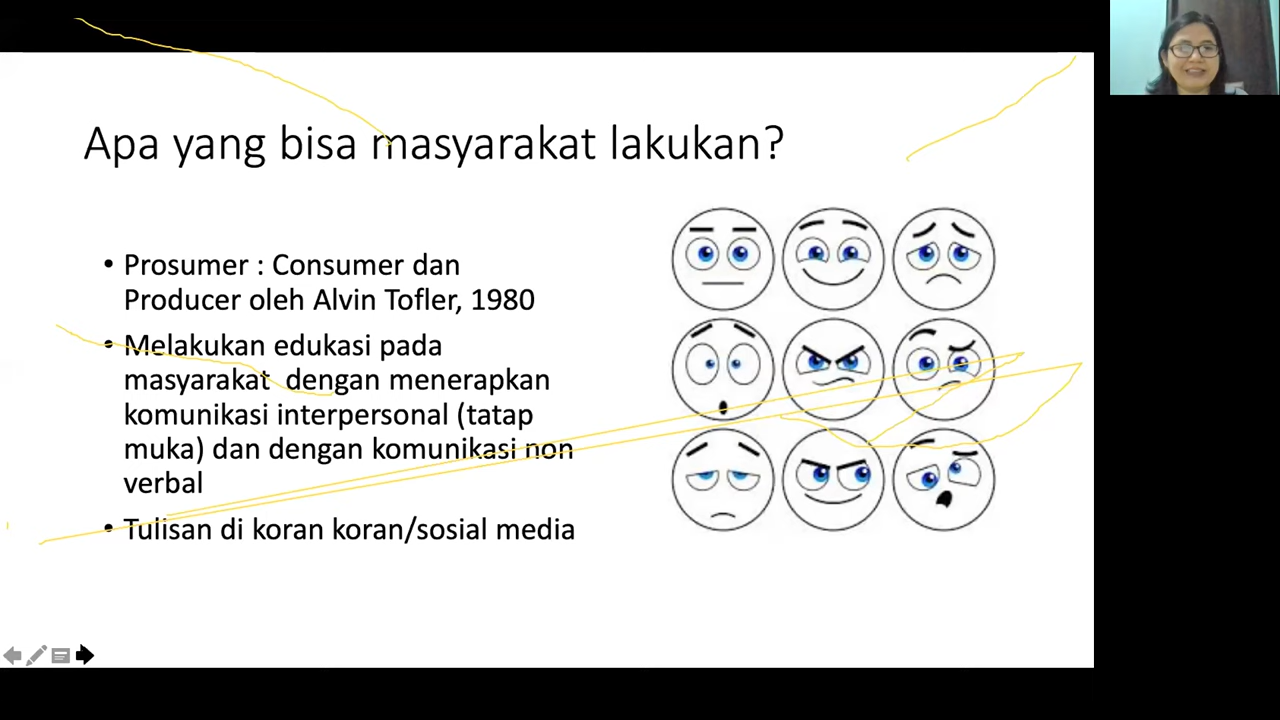 Apa yang bisa masyarakat lakukan?
• Prosumer : Consumer dan
Producer oleh Alvin Tofler, 1980
• Melakukan edukasi pada
masyarakat dengan menerapkan
komunikasi interpersonal (tatap
muka) dan dengan komunikasi non
verbal
• Tulisan di koran koran/sosial media